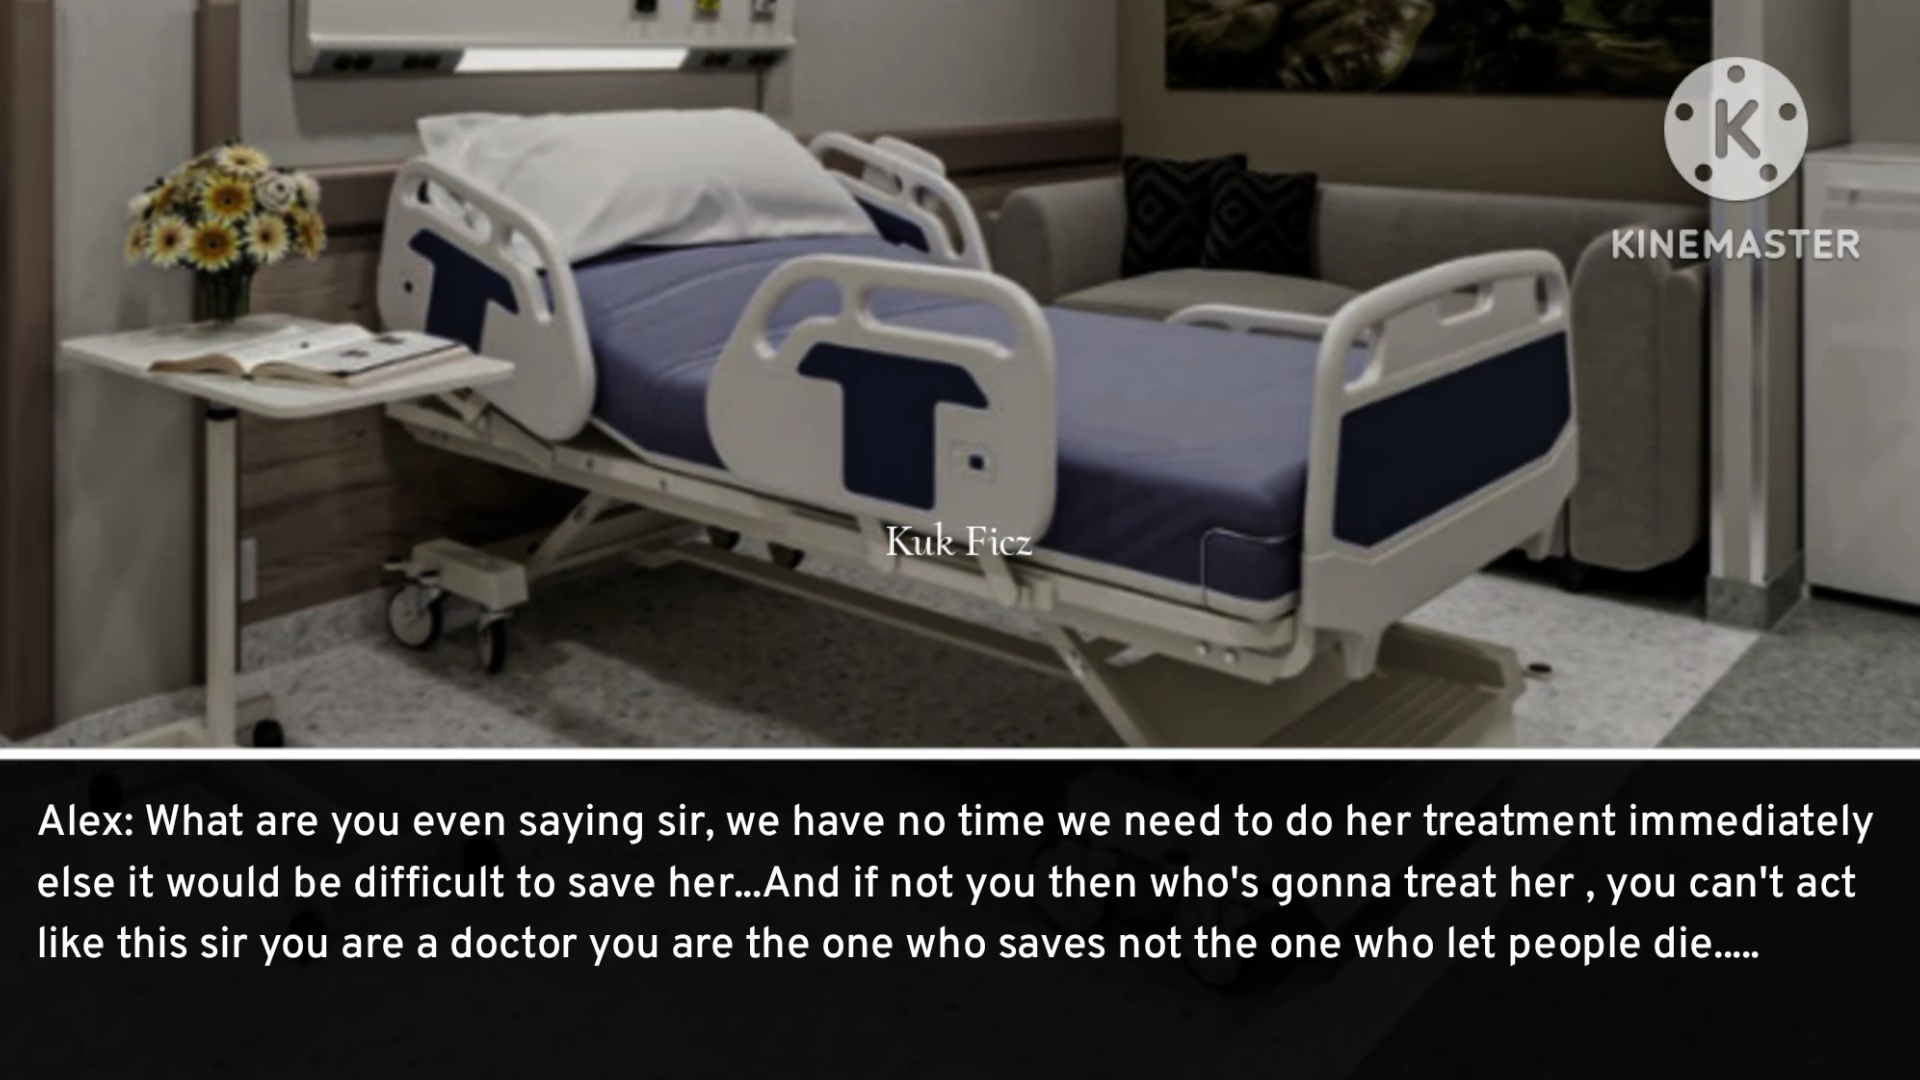 K
KINEMASTER
Kuk Ficz
Alex: What are you even saying sir, we have no time we need to do her treatment immediately
else it would be difficult to save her...And if not you then who's gonna treat her , you can't act
like this sir you are a doctor you are the one who saves not the one who let people die.....